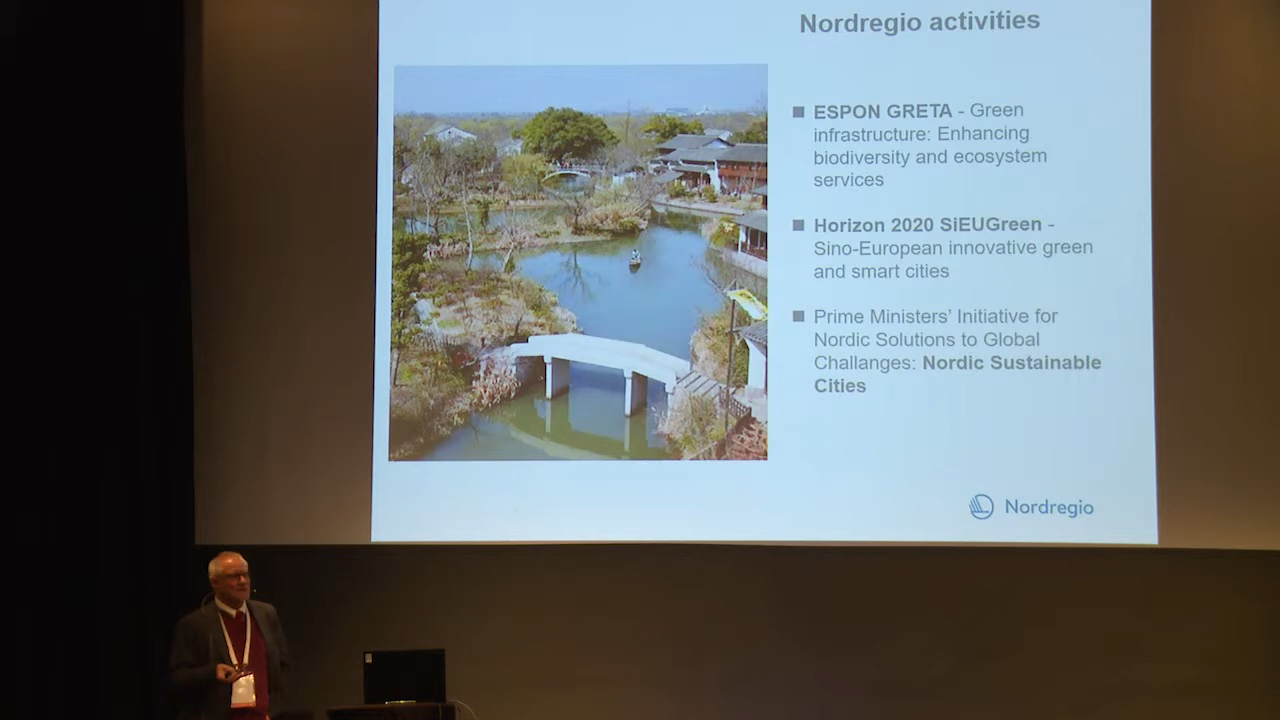 Nordregio activities
ESPON GRETA - Green
infrastructure: Enhancing
biodiversity and ecosystem
services
Horizon 2020 SiEUGreen -
Sino-European innovative green
and smart cities
Prime Ministers' Initiative for
Nordic Solutions to Global
Challanges: Nordic Sustainable
Cities
Nordregio